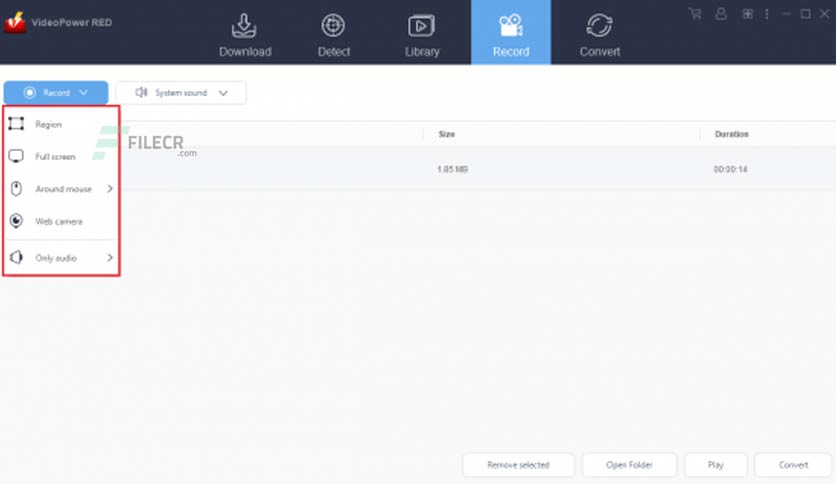 VideoPower RED
Download
Detect
Library
Record
Convert
Record
System sound
Region
Full screen
Around mouse
Web camera
Only audio
FILECR
.com
Size
Duration
1.85 MB
00:00:14
Remove selected
Open Folder
Play
Convert